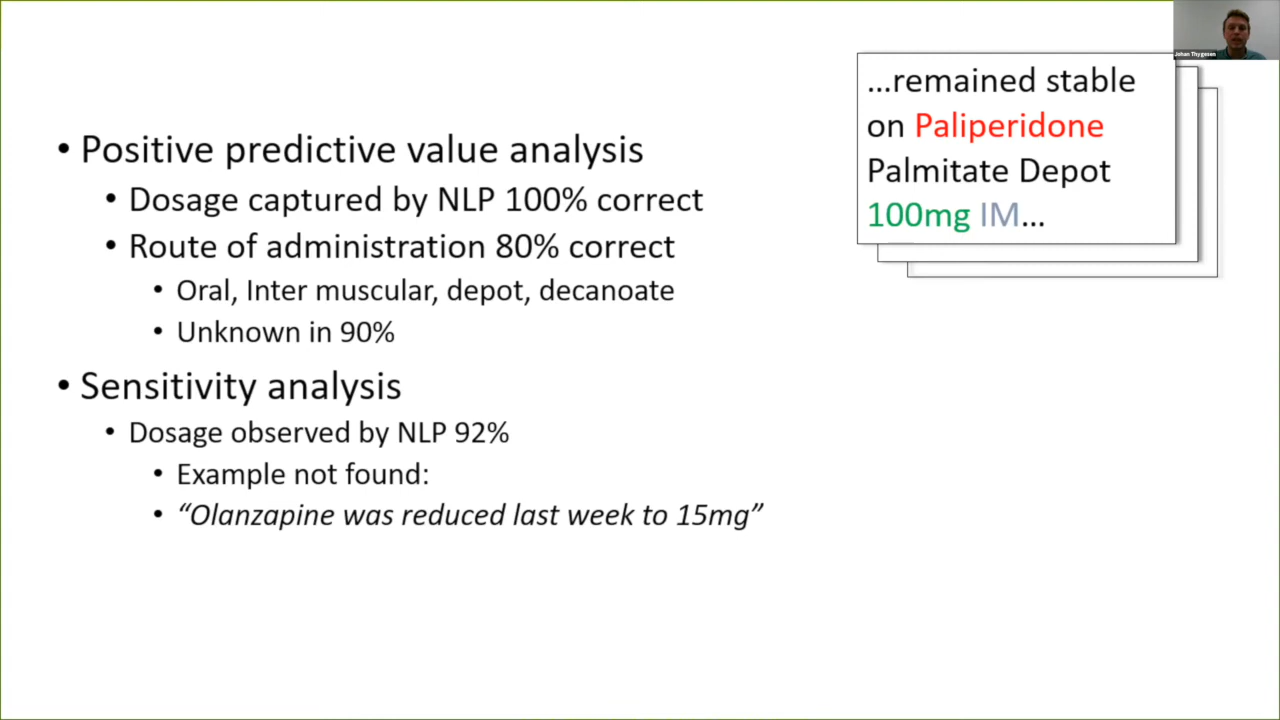 Johan Thygesen
...remained stable
on Paliperidone
Palmitate Depot
100mg IM...
• Positive predictive value analysis
• Dosage captured by NLP 100% correct
• Route of administration 80% correct
• Oral, Inter muscular, depot, decanoate
• Unknown in 90%
• Sensitivity analysis
• Dosage observed by NLP 92%
• Example not found:
• “Olanzapine was reduced last week to 15mg”